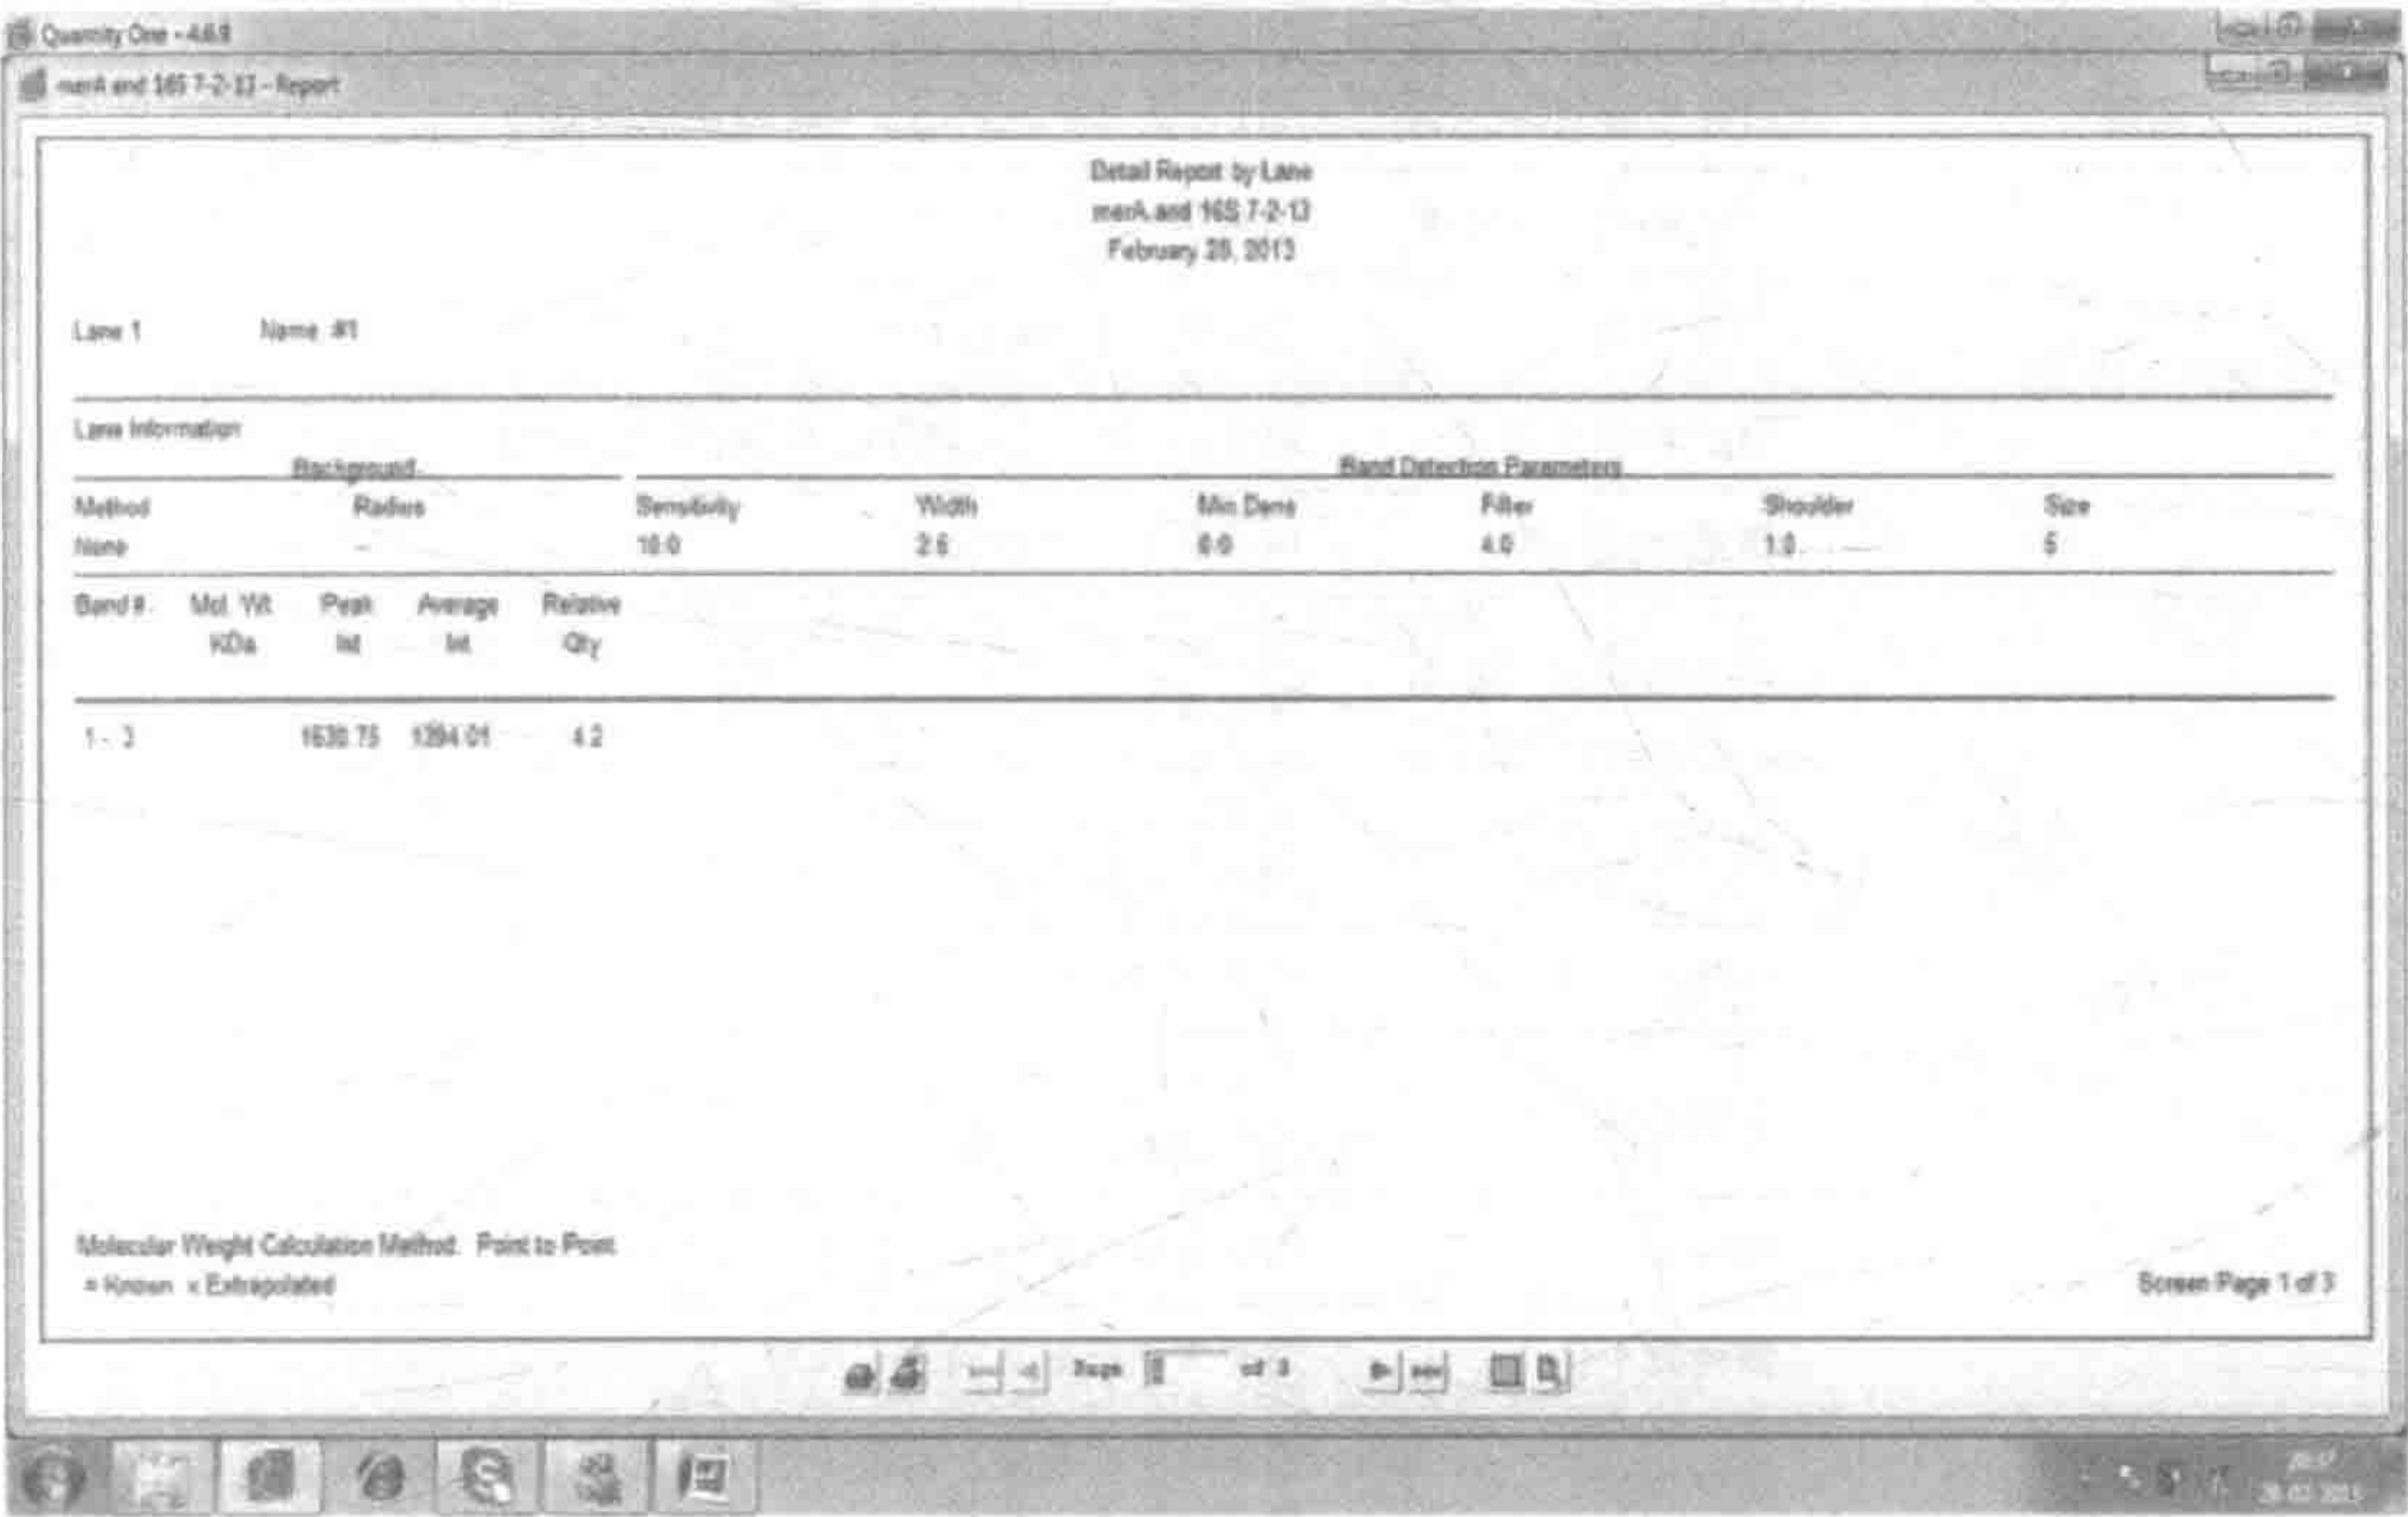 Quantity One - 4.6.9
merA and 16S 7-2-13 - Report
Detail Report by Lane
merA and 16S 7-2-13
February 28, 2013
Lane 1 Name #1
Lane Information
Background Band Detection Parameters
Method Radius Sensitivity Width Min Dens Filter Shoulder Size
None - 10.0 4.0 1.0 5
Band # Mol. Wt. Peak Average Relative
KDa Int Int Qty
1 - 3 1630.75 1394.01 4.2
Molecular Weight Calculation Method: Point to Point
= Known < Extrapolated
Screen Page 1 of 3
Page of 3